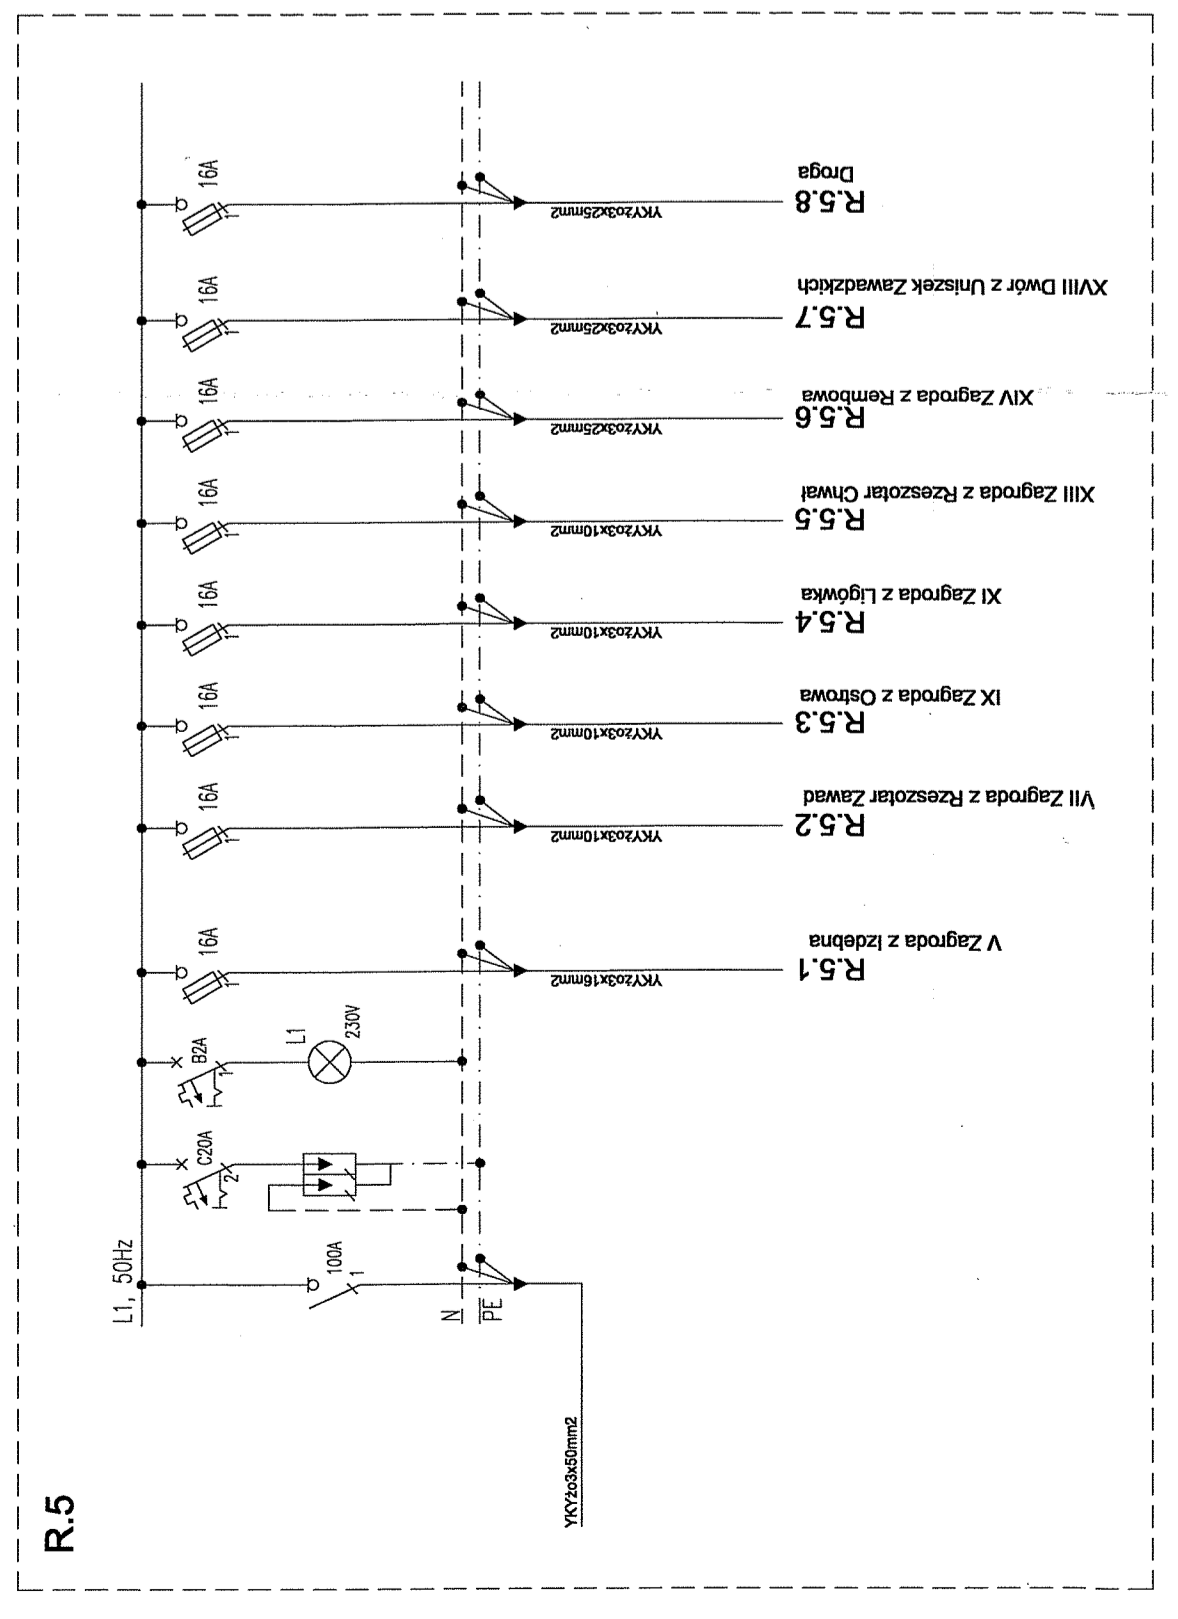 R.5
L1, 50Hz
N
PE
YKYżo3x50mm2
100A
1
C20A
2
B2A
1
L1
230V
16A
YKYżo3x16mm2
R.5.1
V Zagroda z Izdebna
16A
YKYżo3x10mm2
R.5.2
VII Zagroda z Rzeszotar Zawad
16A
YKYżo3x10mm2
R.5.3
IX Zagroda z Ostrowa
16A
YKYżo3x10mm2
R.5.4
XI Zagroda z Ligówka
16A
YKYżo3x10mm2
R.5.5
XIII Zagroda z Rzeszotar Chwał
16A
YKYżo3x25mm2
R.5.6
XIV Zagroda z Rembowa
16A
YKYżo3x25mm2
R.5.7
XVIII Dwór z Uniszek Zawadzkich
16A
YKYżo3x25mm2
R.5.8
Droga